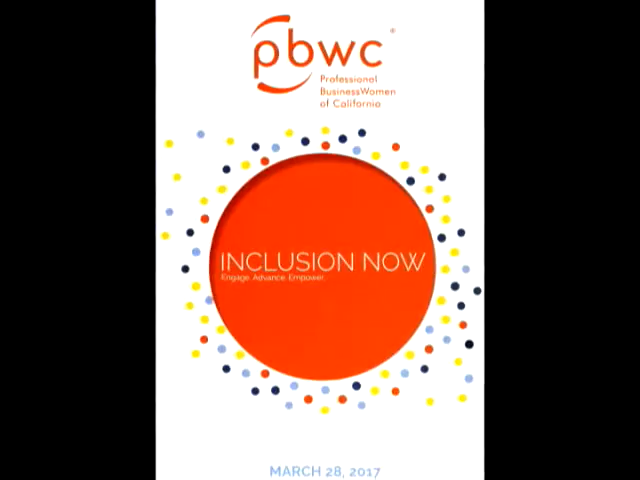 pbwc®
Professional
BusinessWomen
of California
INCLUSION NOW
Engage. Advance. Empower.
MARCH 28, 2017